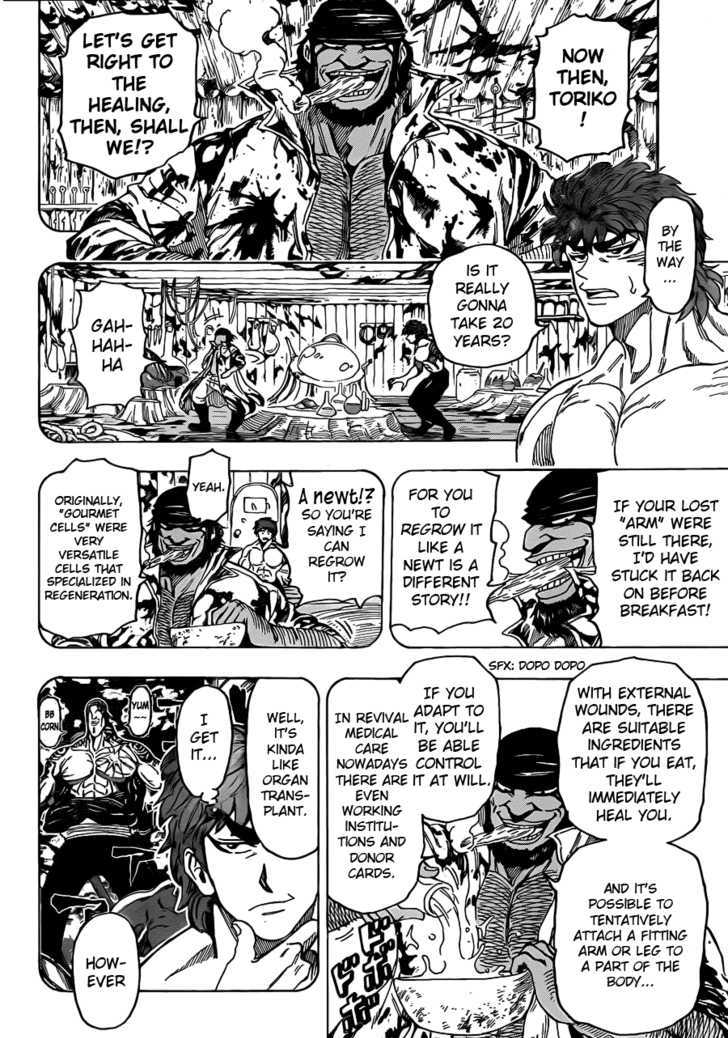 NOW
THEN,
TORIKO
!
LET'S GET
RIGHT TO
THE
HEALING,
THEN, SHALL
WE!?
BY
THE
WAY
...
IS IT
REALLY
GONNA
TAKE 20
YEARS?
GAH-
HAH-
HA
IF YOUR LOST
"ARM" WERE
STILL THERE,
I'D HAVE
STUCK IT BACK
ON BEFORE
BREAKFAST!
FOR YOU
TO
REGROW IT
LIKE A
NEWT IS A
DIFFERENT
STORY!!
A newt!?
SO YOU'RE
SAYING I
CAN
REGROW
IT?
YEAH.
ORIGINALLY,
"GOURMET
CELLS" WERE
VERY
VERSATILE
CELLS THAT
SPECIALIZED IN
REGENERATION.
SFX: DOPO DOPO
WITH EXTERNAL
WOUNDS, THERE
ARE SUITABLE
INGREDIENTS
THAT IF YOU EAT,
THEY'LL
IMMEDIATELY
HEAL YOU.
AND IT'S
POSSIBLE TO
TENTATIVELY
ATTACH A FITTING
ARM OR LEG TO
A PART OF THE
BODY...
IF YOU
ADAPT TO
IT, YOU'LL
BE ABLE
CONTROL
IT AT WILL.
IN REVIVAL
MEDICAL
CARE
NOWADAYS
THERE ARE
EVEN
WORKING
INSTITU-
TIONS AND
DONOR
CARDS.
ドポ
ドポ
WELL,
IT'S
KINDA
LIKE
ORGAN
TRANS-
PLANT.
I
GET
IT...
YUM
~~
BB
CORN
HOW-
EVER